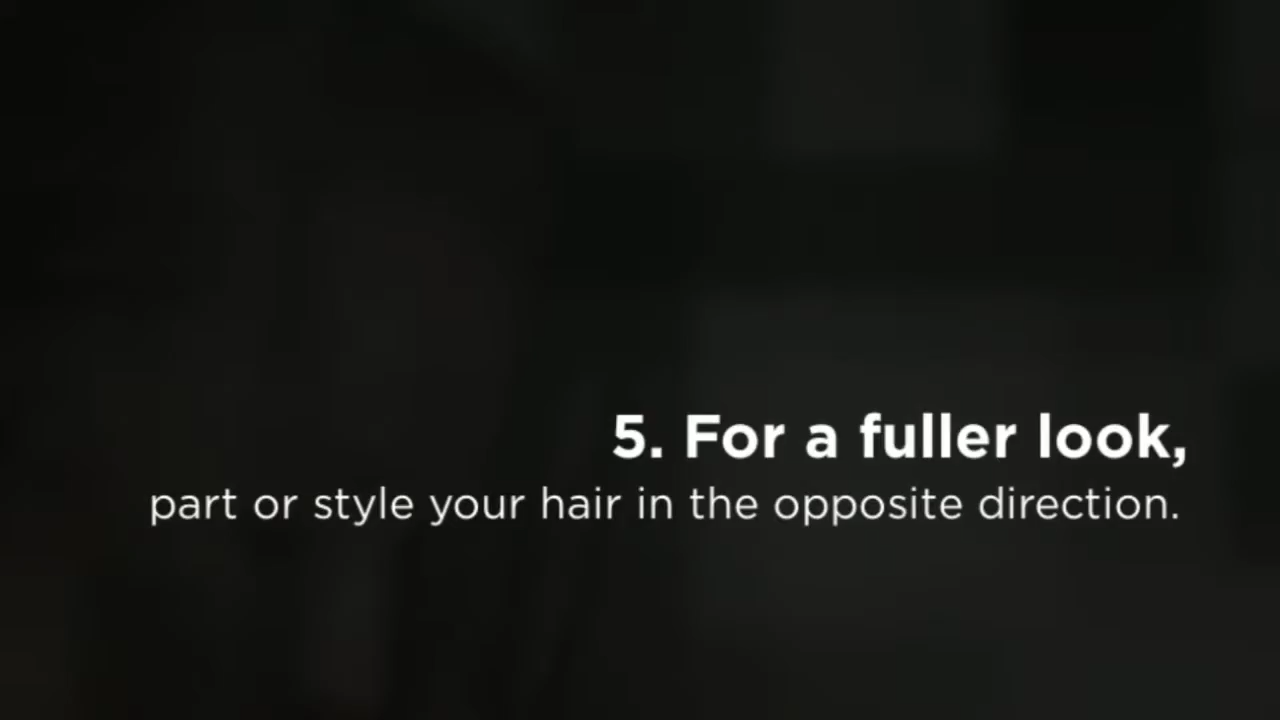 5. For a fuller look,
part or style your hair in the opposite direction.